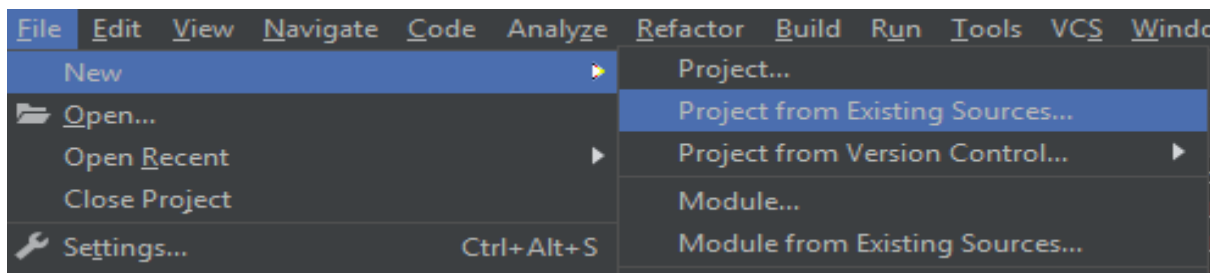 File Edit View Navigate Code Analyze Refactor Build Run Tools VCS
New
Open...
Open Recent
Close Project
Settings... Ctrl+Alt+S
Project...
Project from Existing Sources...
Project from Version Control...
Module...
Module from Existing Sources...